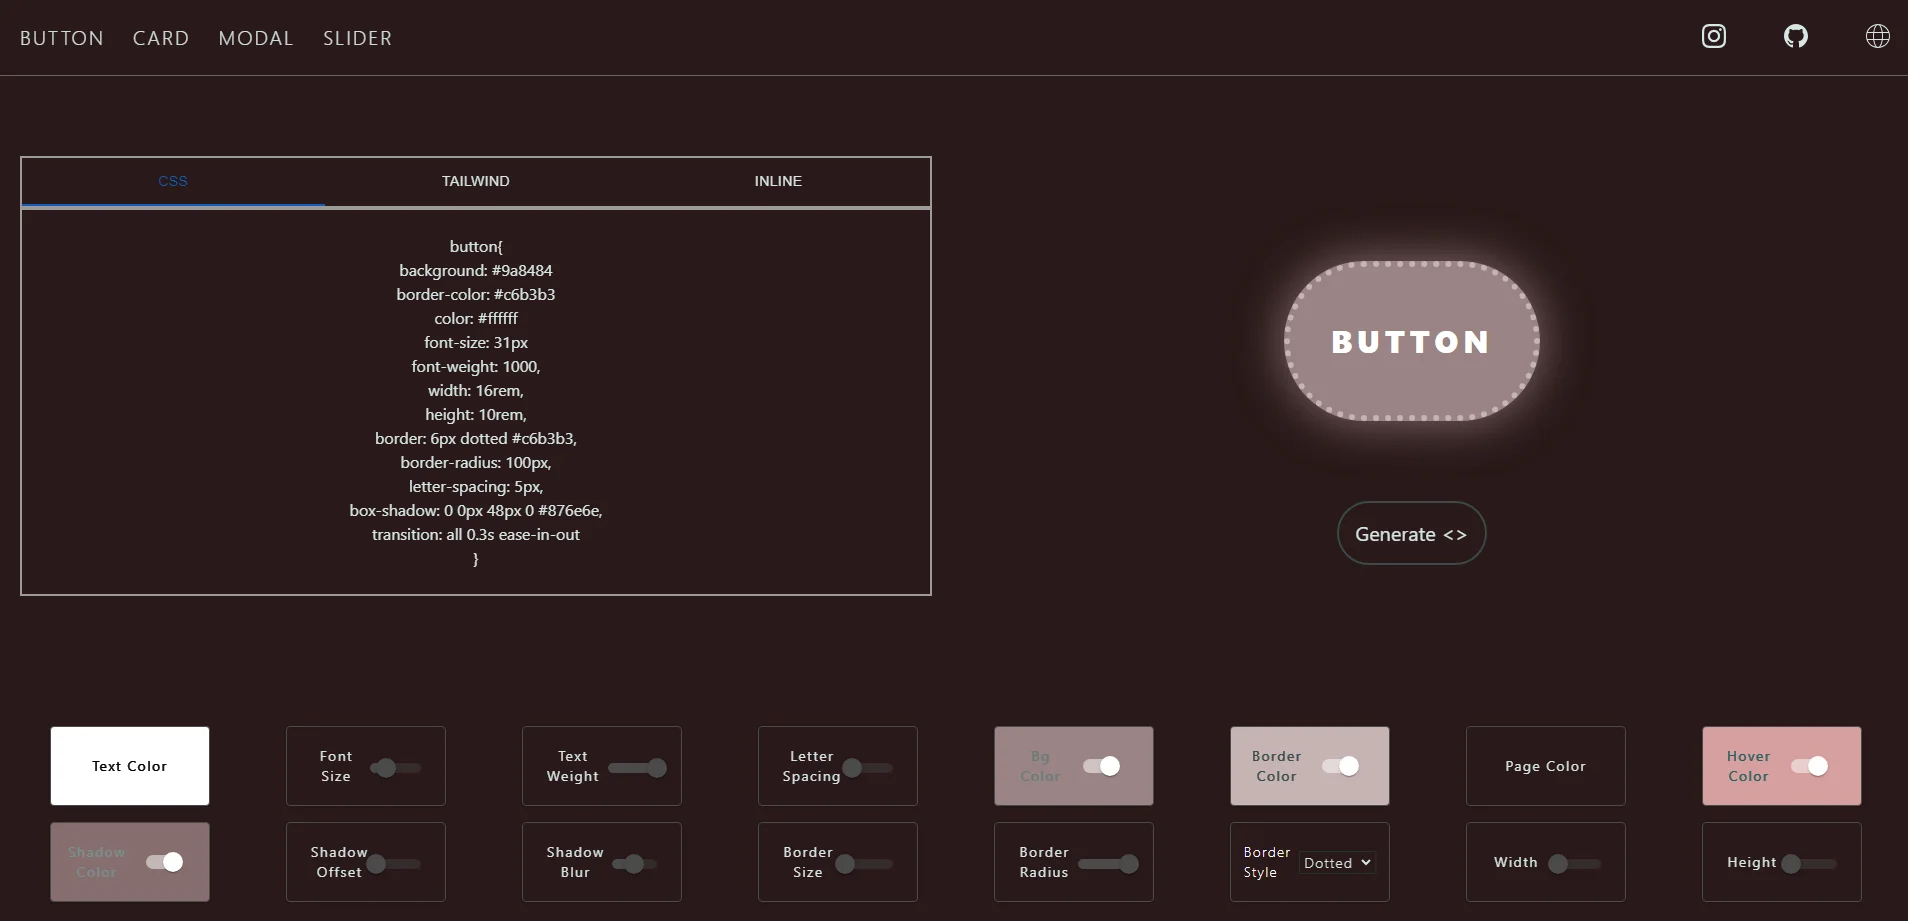 BUTTON CARD MODAL SLIDER
CSS TAILWIND INLINE
button{
background: #9a8484
border-color: #c6b3b3
color: #ffffff
font-size: 31px
font-weight: 1000,
width: 16rem,
height: 10rem,
border: 6px dotted #c6b3b3,
border-radius: 100px,
letter-spacing: 5px,
box-shadow: 0 0px 48px 0 #876e6e,
transition: all 0.3s ease-in-out
}
BUTTON
Generate <>
Text Color
Font
Size
Text
Weight
Letter
Spacing
Bg
Color
Border
Color
Page Color
Hover
Color
Shadow
Color
Shadow
Offset
Shadow
Blur
Border
Size
Border
Radius
Border
Style
Dotted
Width
Height